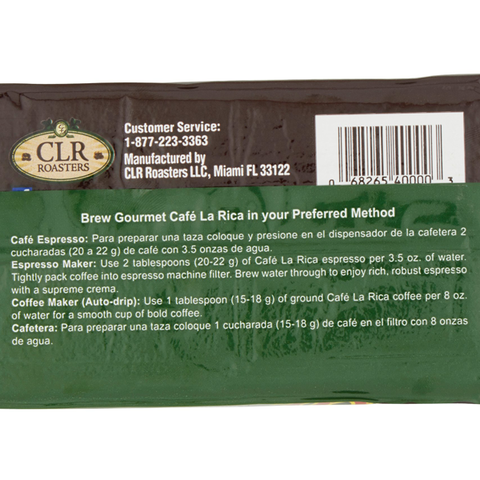 CLR
ROASTERS
Customer Service:
1-877-223-3363
Manufactured by
CLR Roasters LLC, Miami FL 33122
0 68265 40000 3
Brew Gourmet Café La Rica in your Preferred Method
Café Espresso: Para preparar una taza coloque y presione en el dispensador de la cafetera 2
cucharadas (20 a 22 g) de café con 3.5 onzas de agua.
Espresso Maker: Use 2 tablespoons (20-22 g) of Café La Rica espresso per 3.5 oz. of water.
Tightly pack coffee into espresso machine filter. Brew water through to enjoy rich, robust espresso
with a supreme crema.
Coffee Maker (Auto-drip): Use 1 tablespoon (15-18 g) of ground Café La Rica coffee per 8 oz.
of water for a smooth cup of bold coffee.
Cafetera: Para preparar una taza coloque 1 cucharada (15-18 g) de café en el filtro con 8 onzas
de agua.